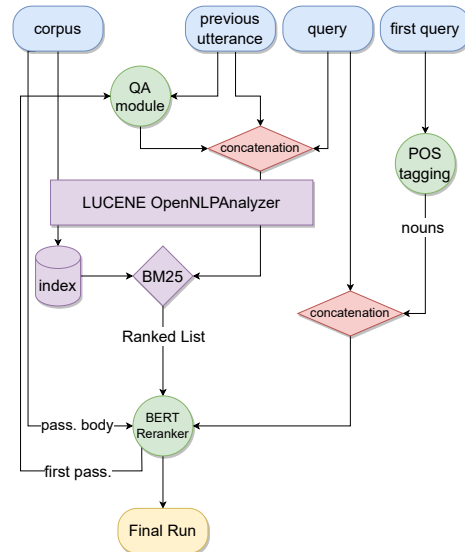 corpus
previous
utterance
query
first query
QA
module
concatenation
POS
tagging
LUCENE OpenNLPAnalyzer
nouns
index
BM25
concatenation
Ranked List
pass. body
BERT
Reranker
first pass.
Final Run